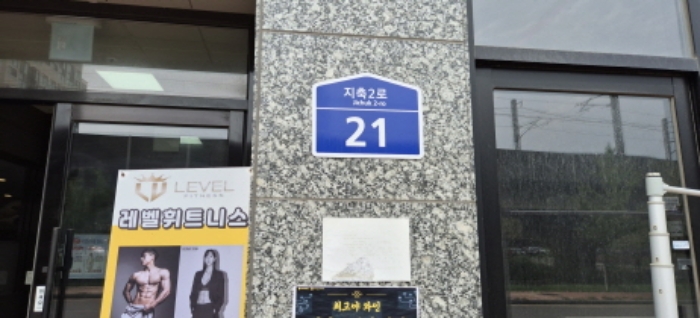 지축2로
Jichuk 2-ro
21
LEVEL
FITNESS
레벨휘트니스
최고야 와인